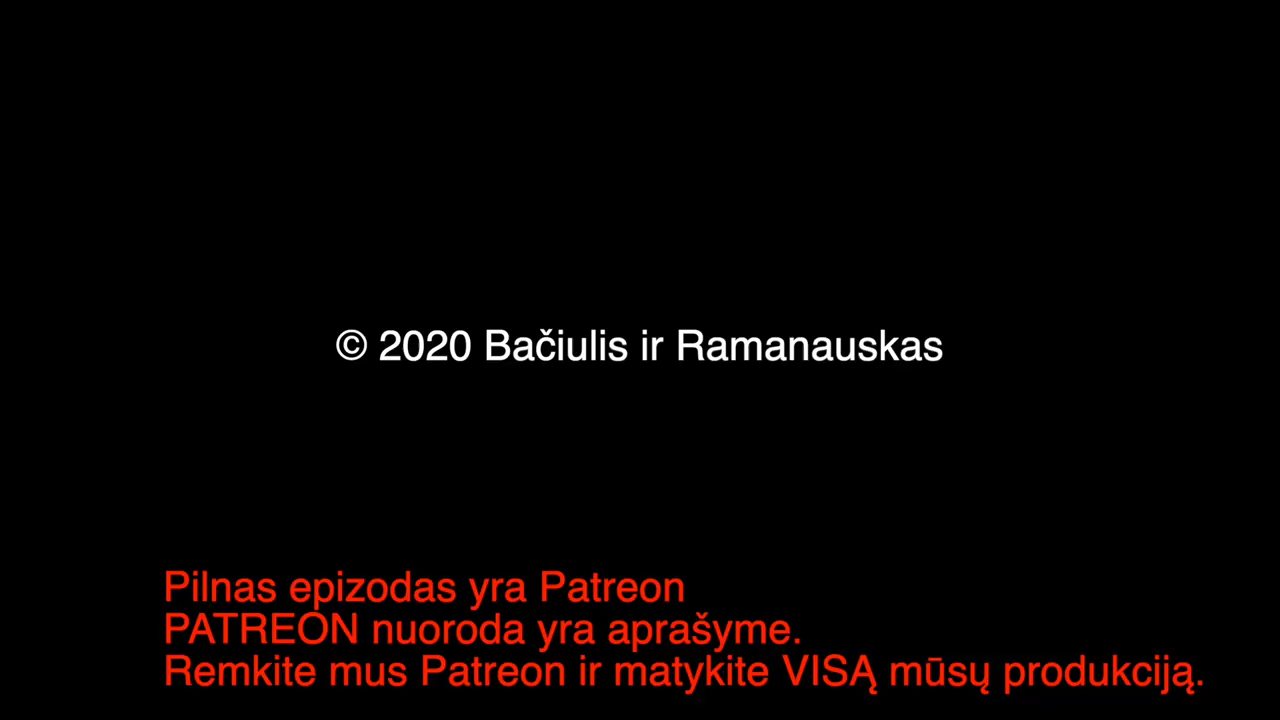 © 2020 Bačiulis ir Ramanauskas
Pilnas epizodas yra Patreon
PATREON nuoroda yra aprašyme.
Remkite mus Patreon ir matykite VISĄ mūsų produkciją.